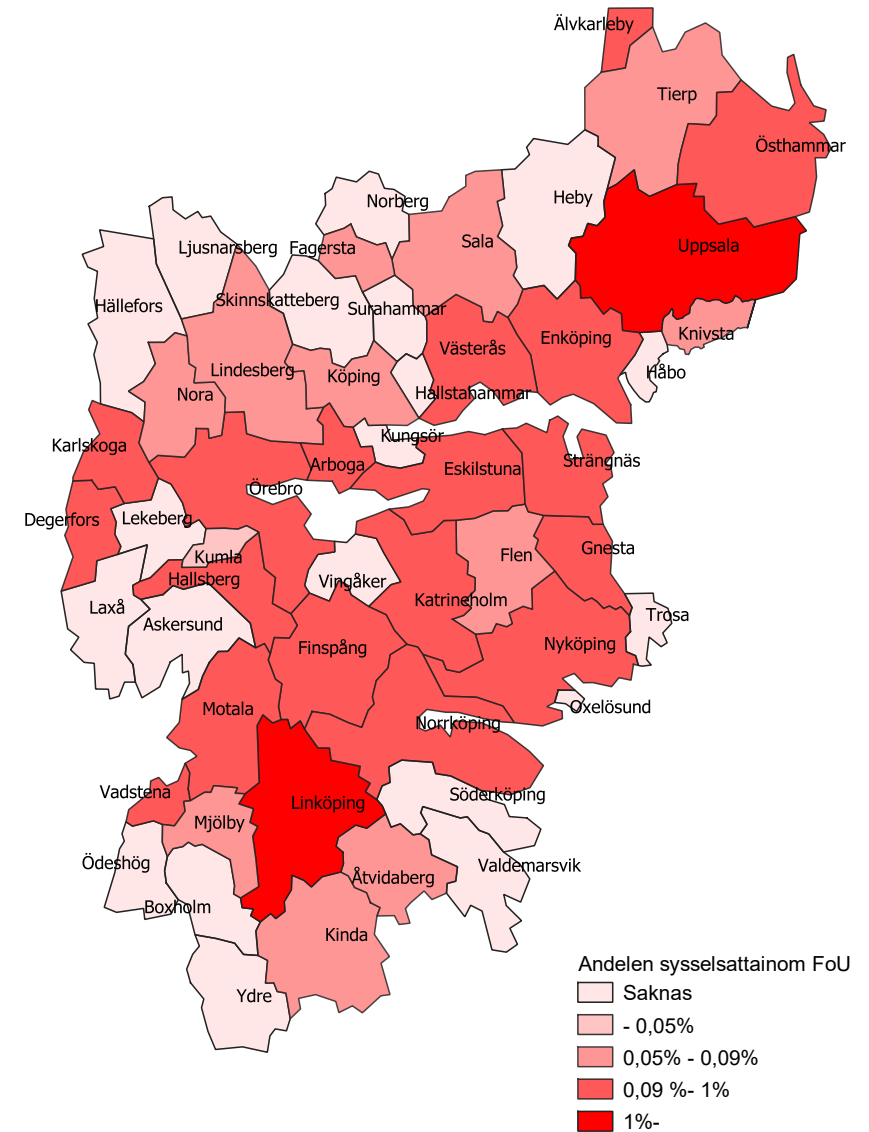 Älvkarleby
Tierp
Östhammar
Heby
Norberg
Sala
Uppsala
Ljusnarsberg
Fagersta
Skinnskatteberg
Hällefors
Surahammar
Knivsta
Enköping
Västerås
Håbo
Lindesberg
Köping
Nora
Hallstahammar
Kungsör
Karlskoga
Arboga
Eskilstuna
Strängnäs
Örebro
Degerfors
Lekeberg
Gnesta
Kumla
Flen
Hallsberg
Vingåker
Katrineholm
Laxå
Trosa
Askersund
Nyköping
Finspång
Oxelösund
Motala
Norrköping
Vadstena
Söderköping
Linköping
Mjölby
Ödeshög
Valdemarsvik
Åtvidaberg
Boxholm
Kinda
Ydre
Andelen sysselsattainom FoU
Saknas
- 0,05%
0,05% - 0,09%
0,09 %- 1%
1%-